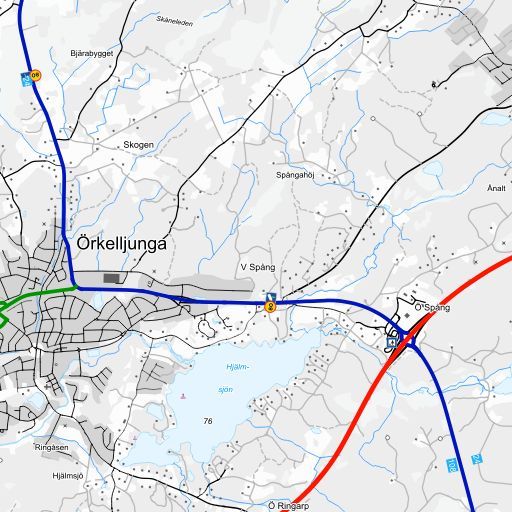 Skåneleden
Bjärabygget
Skogen
Spångahöj
Ånalt
Örkelljunga
V Spång
Ö Spång
Hjälm-
sjön
76
Ringåsen
Hjälmsjö
Ö Ringarp